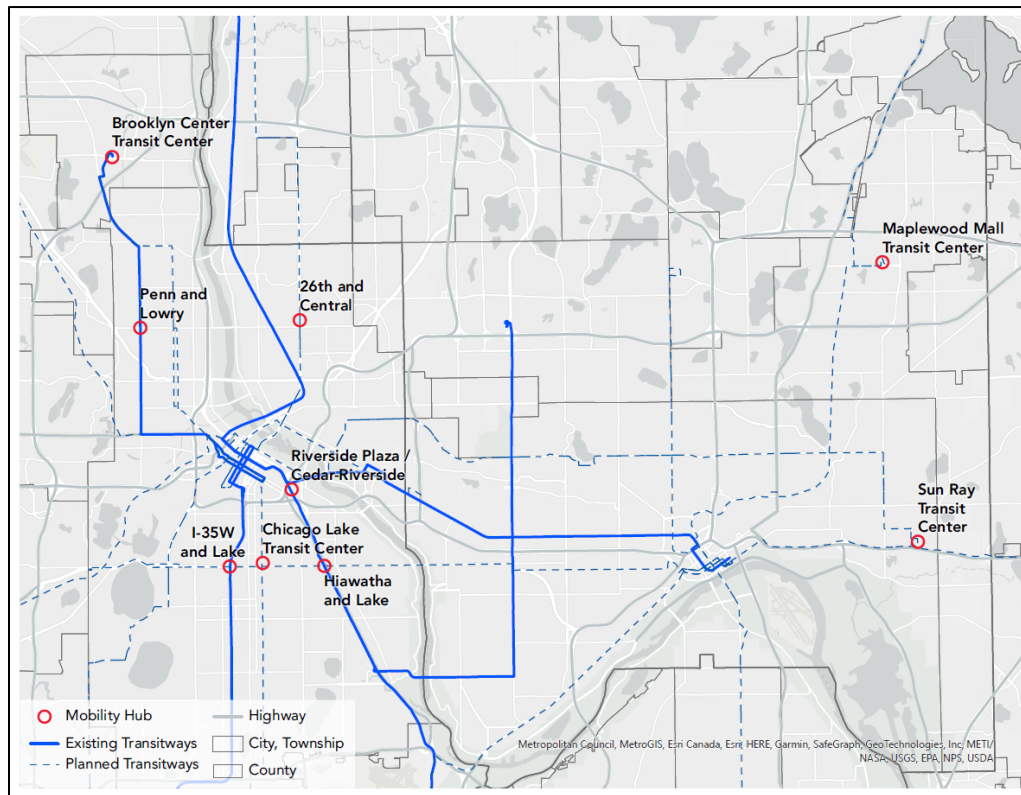 Brooklyn Center
Transit Center
Maplewood Mall
Transit Center
Penn and
Lowry
26th and
Central
Riverside Plaza /
Cedar-Riverside
Sun Ray
Transit
Center
I-35W
and Lake
Chicago Lake
Transit Center
Hiawatha
and Lake
Mobility Hub
Existing Transitways
Planned Transitways
Highway
City, Township
County
Metropolitan Council, MetroGIS, Esri Canada, Esri, HERE, Garmin, SafeGraph, GeoTechnologies, Inc, METI/
NASA, USGS, EPA, NPS, USDA